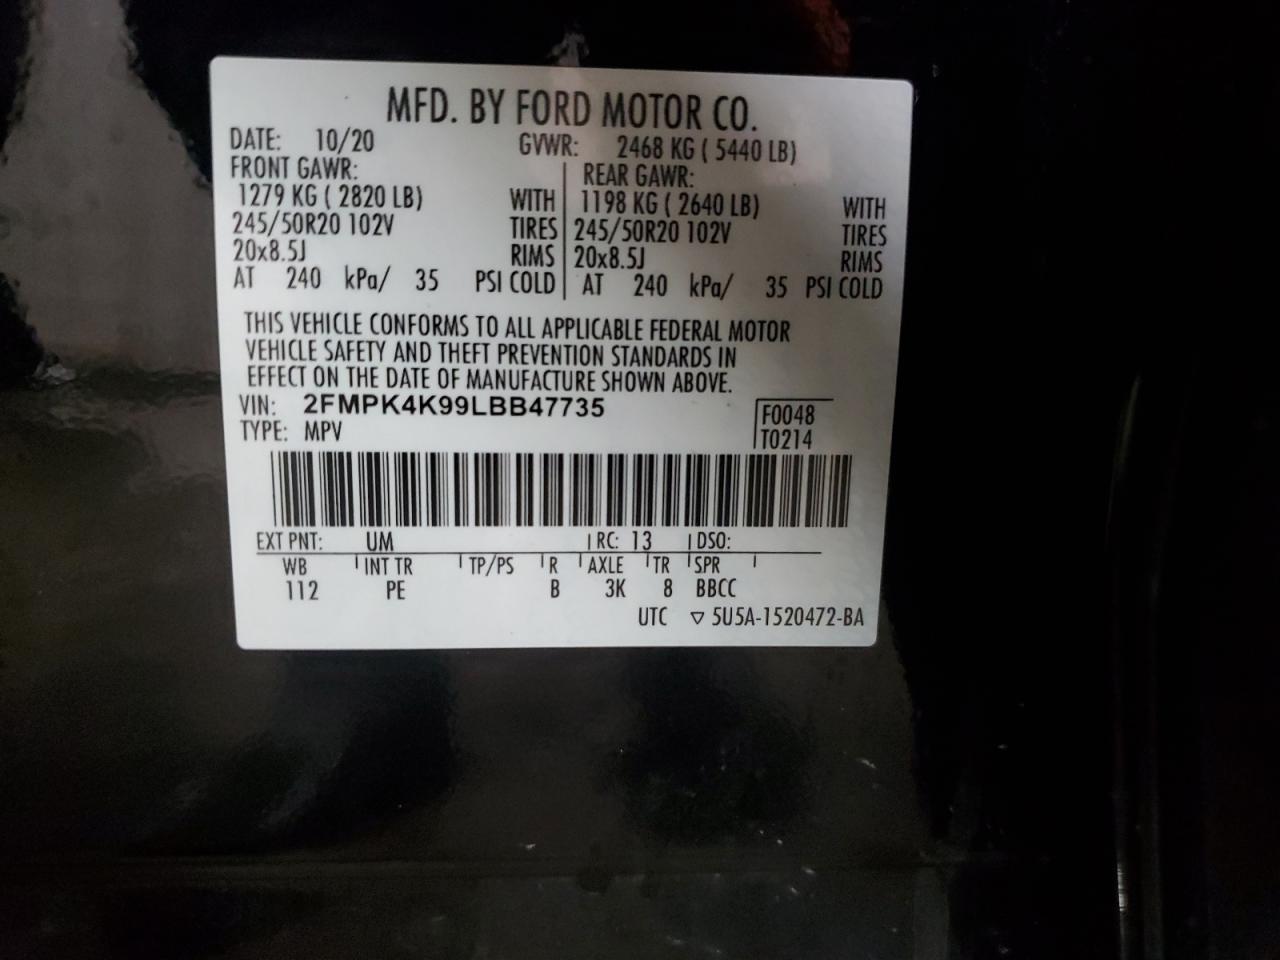 MFD. BY FORD MOTOR CO.
DATE: 10/20 GVWR: 2468 KG ( 5440 LB)
FRONT GAWR: REAR GAWR:
1279 KG ( 2820 LB) WITH 1198 KG ( 2640 LB) WITH
245/50R20 102V TIRES 245/50R20 102V TIRES
20x8.5J RIMS 20x8.5J RIMS
AT 240 kPa/ 35 PSI COLD AT 240 kPa/ 35 PSI COLD
THIS VEHICLE CONFORMS TO ALL APPLICABLE FEDERAL MOTOR
VEHICLE SAFETY AND THEFT PREVENTION STANDARDS IN
EFFECT ON THE DATE OF MANUFACTURE SHOWN ABOVE.
VIN: 2FMPK4K99LBB47735 F0048
TYPE: MPV T0214
EXT PNT: UM RC: 13 DSO:
WB INT TR TP/PS R AXLE TR SPR
112 PE B 3K 8 BBCC
UTC ▽ 5U5A-1520472-BA